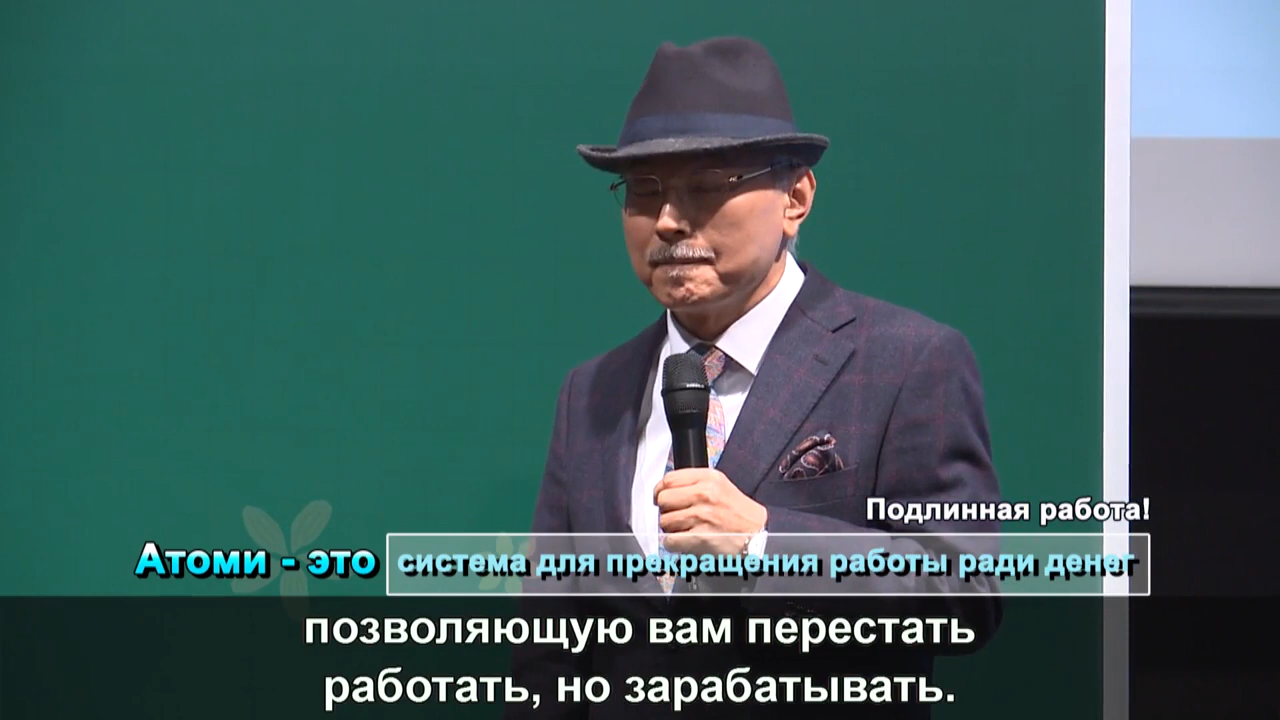 Подлинная работа!
Атоми - это система для прекращения работы ради денег
позволяющую вам перестать
работать, но зарабатывать.